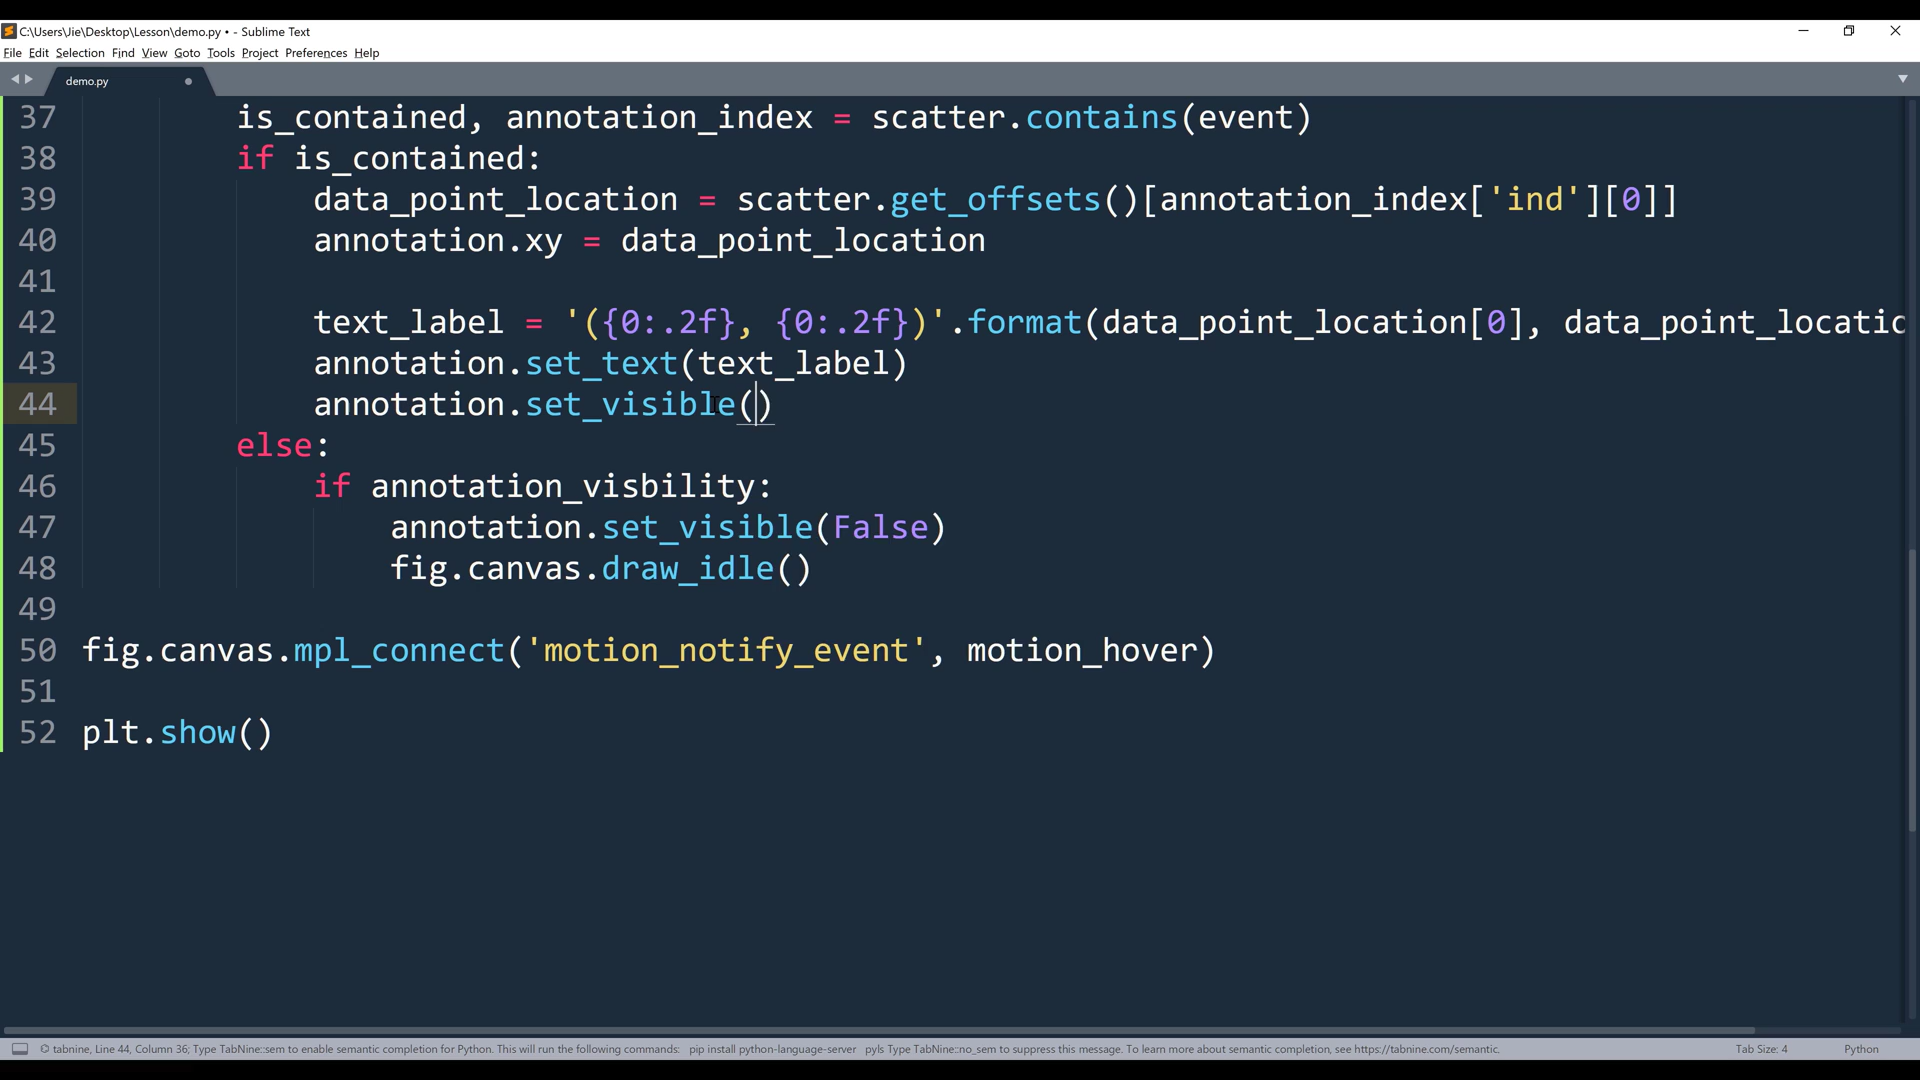 C:\Users\Jie\Desktop\Lesson\demo.py • - Sublime Text
File Edit Selection Find View Goto Tools Project Preferences Help
demo.py
37 is_contained, annotation_index = scatter.contains(event)
38 if is_contained:
39 data_point_location = scatter.get_offsets()[annotation_index['ind'][0]]
40 annotation.xy = data_point_location
41
42 text_label = '({0:.2f}, {0:.2f})'.format(data_point_location[0], data_point_locatio
43 annotation.set_text(text_label)
44 annotation.set_visible()
45 else:
46 if annotation_visbility:
47 annotation.set_visible(False)
48 fig.canvas.draw_idle()
49
50 fig.canvas.mpl_connect('motion_notify_event', motion_hover)
51
52 plt.show()
tabnine, Line 44, Column 36; Type TabNine::sem to enable semantic completion for Python. This will run the following commands: pip install python-language-server pyls Type TabNine::no_sem to suppress this message. To learn more about semantic completion, see https://tabnine.com/semantic. Tab Size: 4 Python